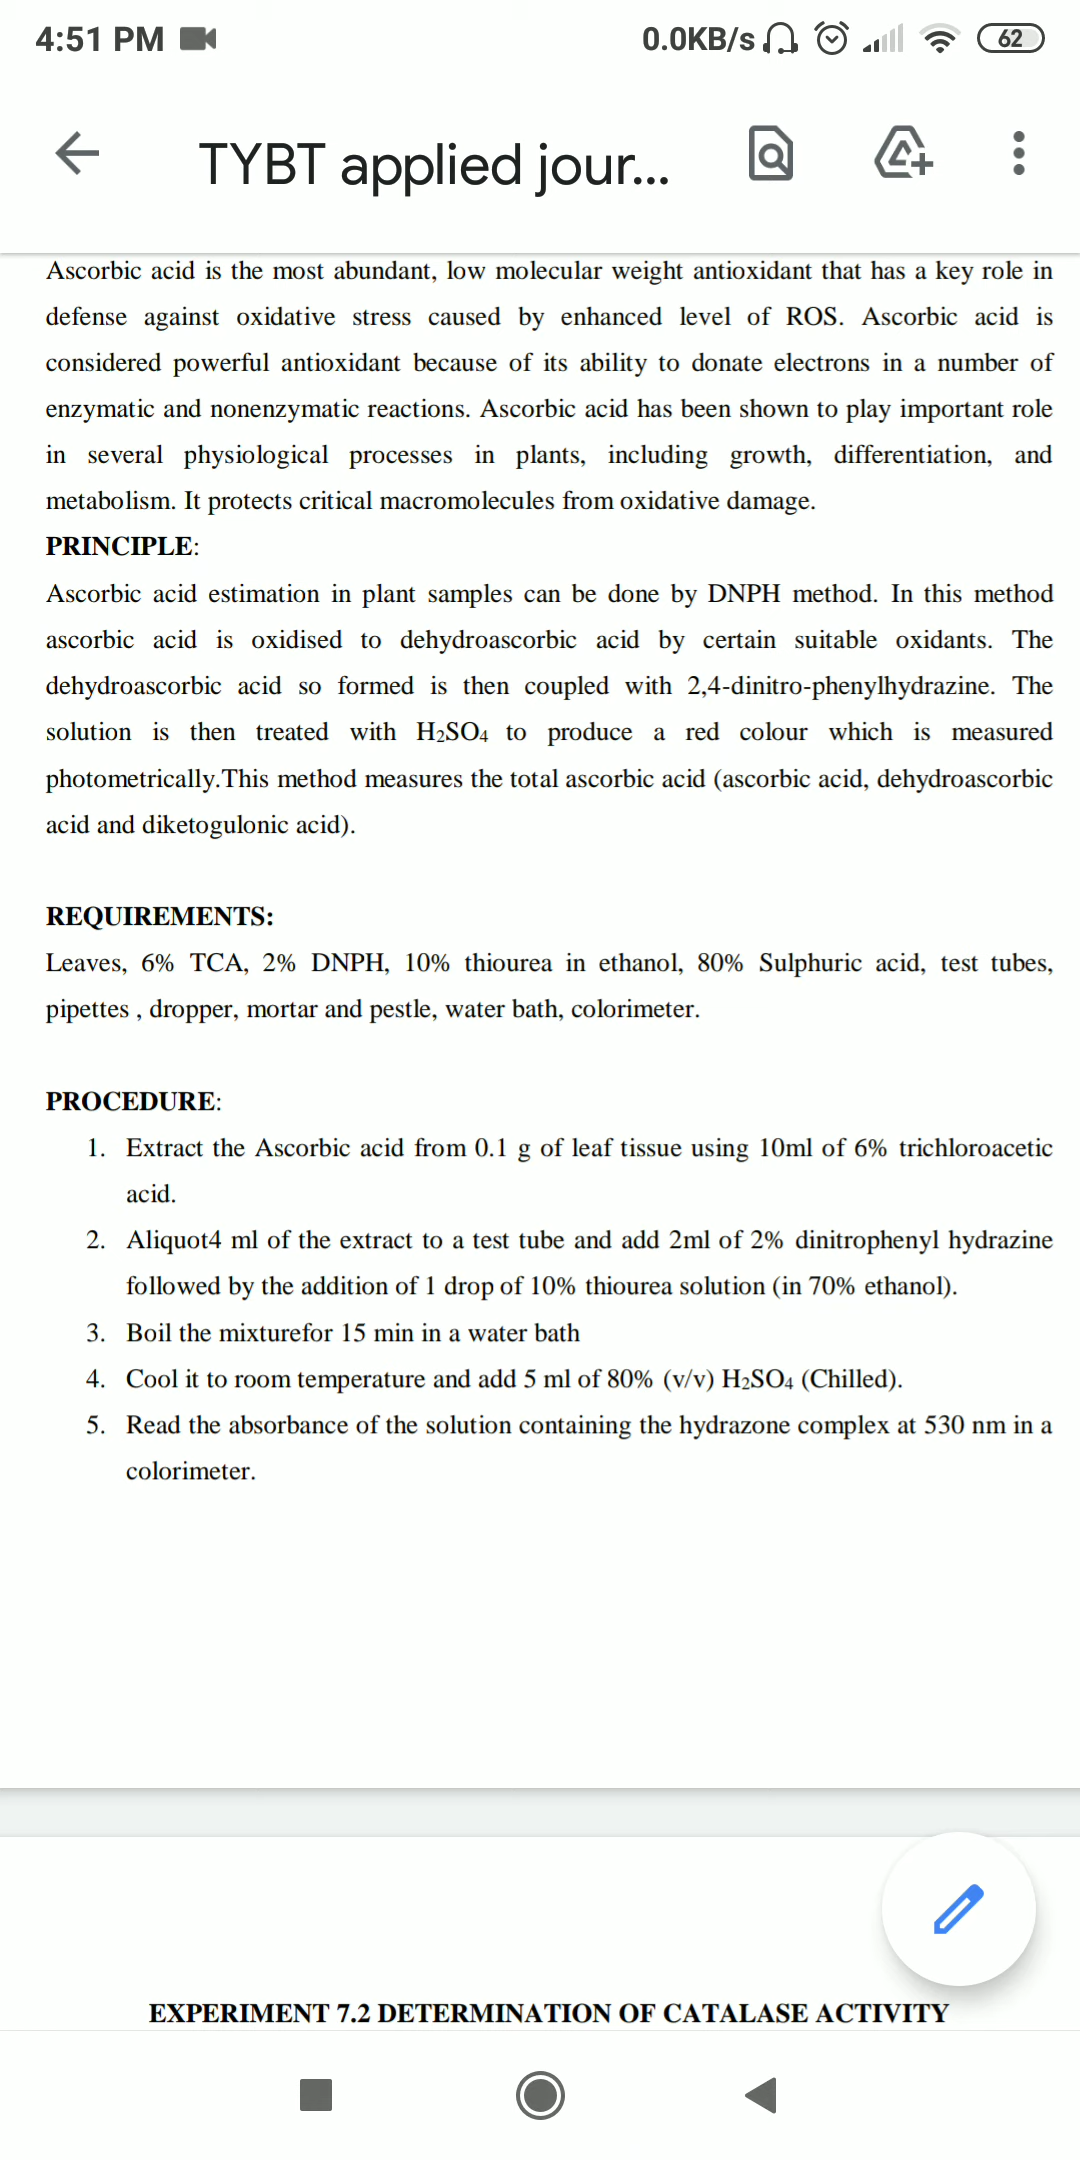 4:51 PM 0.0KB/s 62
TYBT applied jour...
Ascorbic acid is the most abundant, low molecular weight antioxidant that has a key role in
defense against oxidative stress caused by enhanced level of ROS. Ascorbic acid is
considered powerful antioxidant because of its ability to donate electrons in a number of
enzymatic and nonenzymatic reactions. Ascorbic acid has been shown to play important role
in several physiological processes in plants, including growth, differentiation, and
metabolism. It protects critical macromolecules from oxidative damage.
PRINCIPLE:
Ascorbic acid estimation in plant samples can be done by DNPH method. In this method
ascorbic acid is oxidised to dehydroascorbic acid by certain suitable oxidants. The
dehydroascorbic acid so formed is then coupled with 2,4-dinitro-phenylhydrazine. The
solution is then treated with H₂SO₄ to produce a red colour which is measured
photometrically.This method measures the total ascorbic acid (ascorbic acid, dehydroascorbic
acid and diketogulonic acid).
REQUIREMENTS:
Leaves, 6% TCA, 2% DNPH, 10% thiourea in ethanol, 80% Sulphuric acid, test tubes,
pipettes , dropper, mortar and pestle, water bath, colorimeter.
PROCEDURE:
1. Extract the Ascorbic acid from 0.1 g of leaf tissue using 10ml of 6% trichloroacetic
acid.
2. Aliquot4 ml of the extract to a test tube and add 2ml of 2% dinitrophenyl hydrazine
followed by the addition of 1 drop of 10% thiourea solution (in 70% ethanol).
3. Boil the mixturefor 15 min in a water bath
4. Cool it to room temperature and add 5 ml of 80% (v/v) H₂SO₄ (Chilled).
5. Read the absorbance of the solution containing the hydrazone complex at 530 nm in a
colorimeter.
EXPERIMENT 7.2 DETERMINATION OF CATALASE ACTIVITY